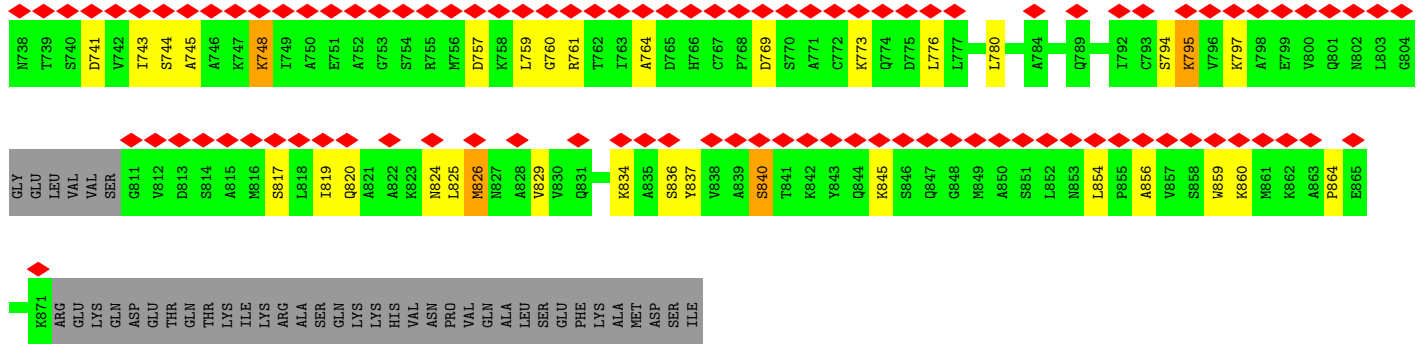 N738 T739 S740 D741 V742 I743 S744 A745 A746 K747 K748 I749 A750 E751 A752 G753 S754 R755 M756 D757 K758 L759 G760 R761 T762 I763 A764 D765 H766 C767 P768 D769 S770 A771 C772 K773 Q774 D775 L776 L777 L780 A784 Q789 I792 C793 S794 K795 V796 K797 A798 E799 V800 Q801 N802 L803 G804
GLY GLU LEU VAL VAL SER G811 V812 D813 S814 A815 M816 S817 L818 I819 Q820 A821 A822 K823 N824 L825 M826 N827 A828 V829 V830 Q831 K834 A835 S836 Y837 V838 A839 S840 T841 K842 Y843 Q844 K845 S846 Q847 G848 M849 A850 S851 L852 N853 L854 P855 A856 V857 S858 W859 K860 M861 K862 A863 P864 E865
K871 ARG GLU LYS GLN ASP GLU THR GLN THR LYS ILE LYS ARG ALA SER GLN LYS LYS HIS VAL ASN PRO VAL GLN ALA LEU SER GLU PHE LYS ALA MET ASP SER ILE